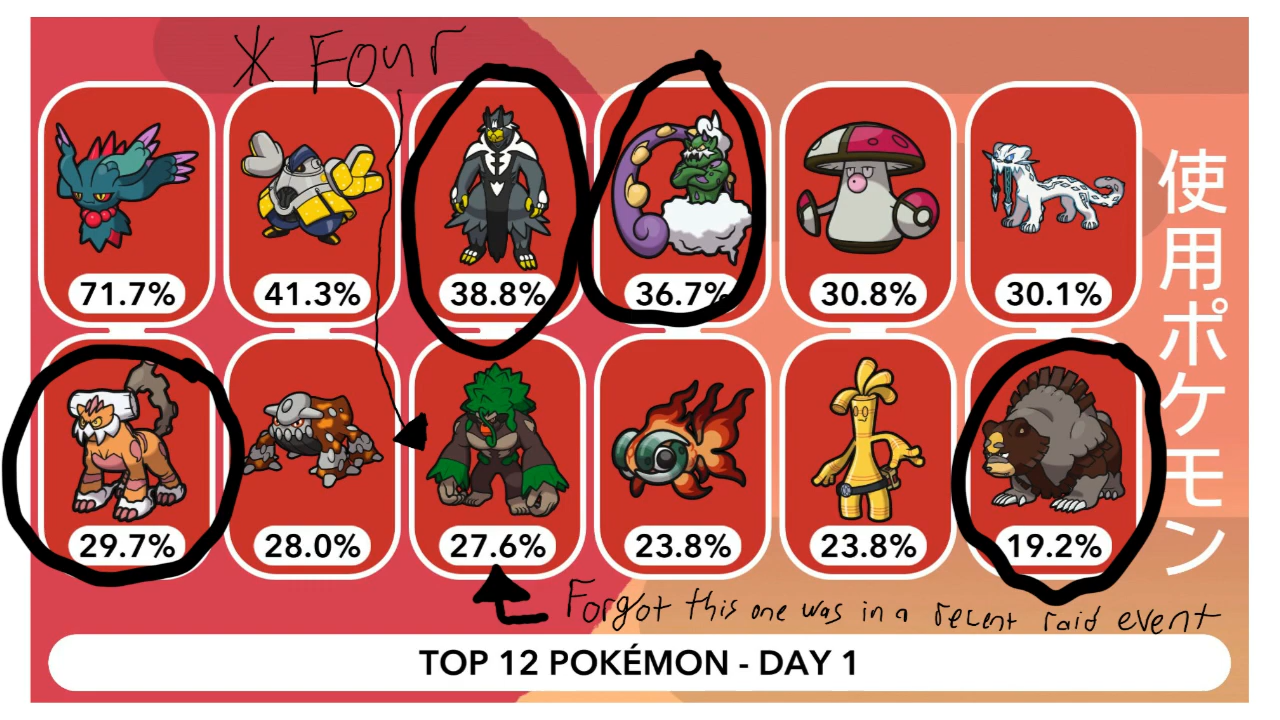 * Four
71.7% 41.3% 38.8% 36.7% 30.8% 30.1%
29.7% 28.0% 27.6% 23.8% 23.8% 19.2%
使用ポケモン
Forgot this one was in a recent raid event
TOP 12 POKÉMON - DAY 1